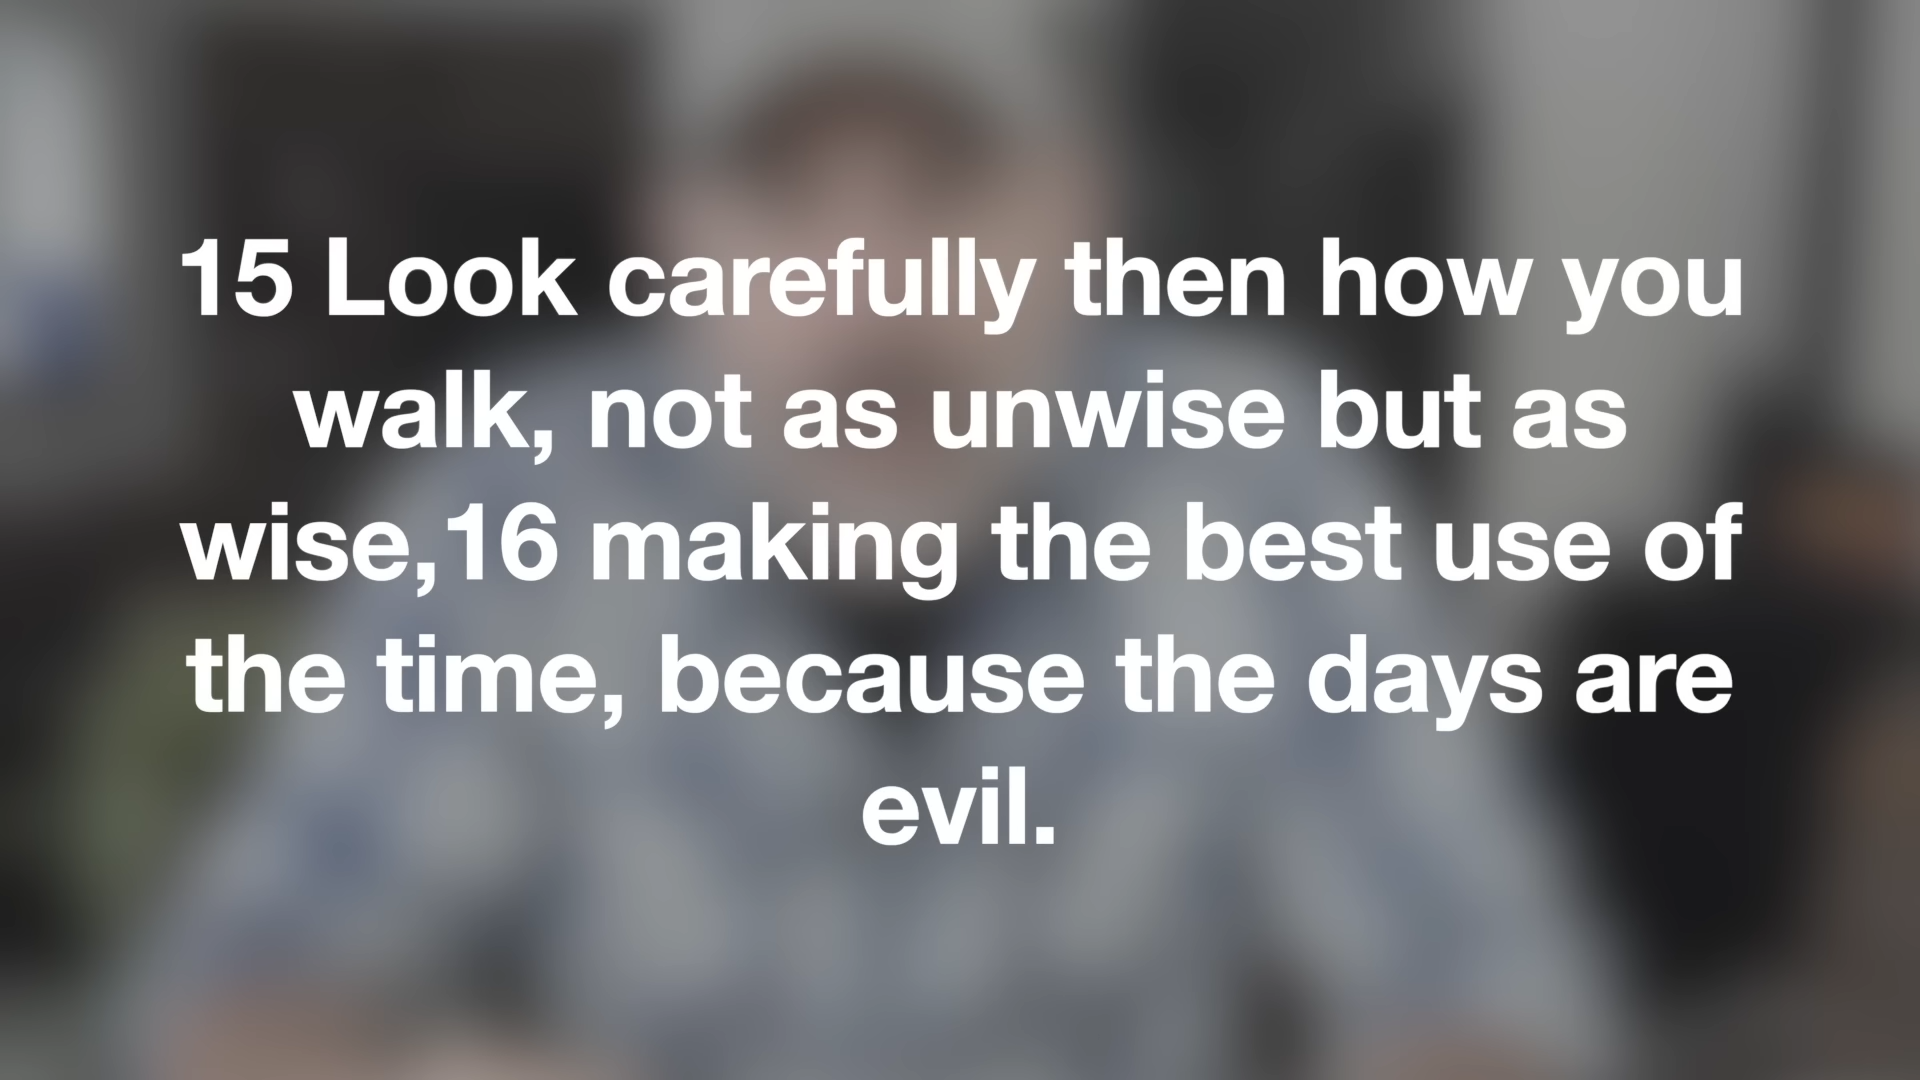 15 Look carefully then how you
walk, not as unwise but as
wise,16 making the best use of
the time, because the days are
evil.